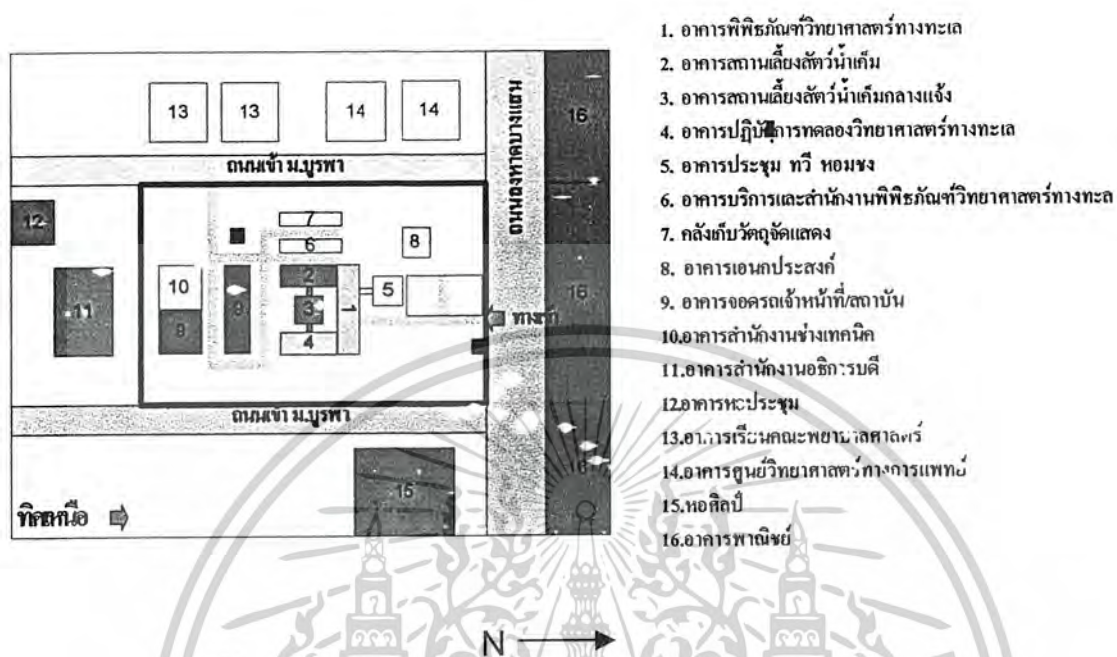 1. อาคารพิพิธภัณฑ์วิทยาศาสตร์ทางทะเล
2. อาคารสถานเลี้ยงสัตว์น้ำเค็ม
3. อาคารสถานเลี้ยงสัตว์น้ำเค็มกลางแจ้ง
4. อาคารปฏิบัติการทดลองวิทยาศาสตร์ทางทะเล
5. อาคารประชุม ทวี หอมชง
6. อาคารบริการและสำนักงานพิพิธภัณฑ์วิทยาศาสตร์ทางทะล
7. คลังเก็บวัตถุจัดแสดง
8. อาคารเอนกประสงค์
9. อาคารจอดรถเจ้าหน้าที่/สถาบัน
10.อาคารสำนักงานช่างเทคนิค
11.อาคารสำนักงานอธิการบดี
12.อาคารหอประชุม
13.อาคารเรียนคณะพยาบาลศาสตร์
14.อาคารศูนย์วิทยาศาสตร์ทางการแพทย์
15.หอศิลป์
16.อาคารพาณิชย์
13 13 14 14
ถนนเข้า ม.บูรพา
ถนนลงหาดบางแสน
16
12
7
6
8
10
2
5
11
9
9
3
1
16
ทางเข้า
4
ถนนเข้า ม.บูรพา
15
16
ทิศเหนือ
N